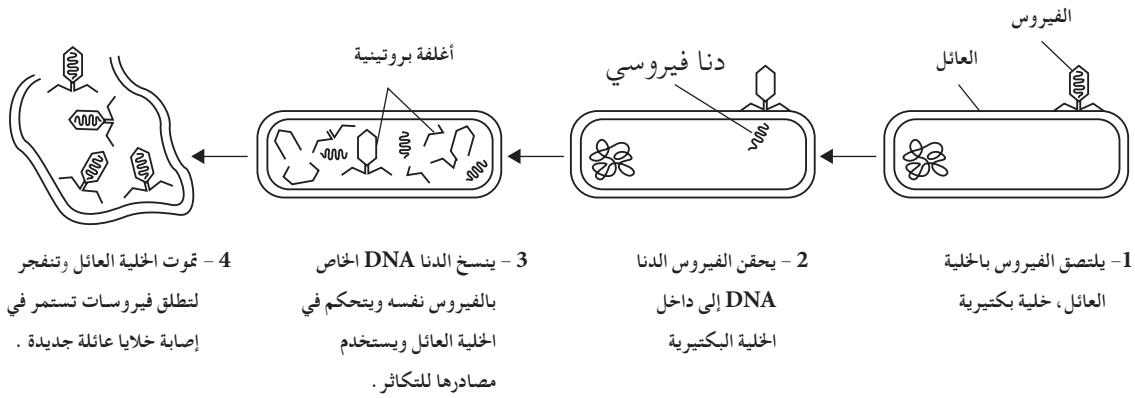 الفيروس
العائل
دنا فيروسي
أغلفة بروتينية
1- يلتصق الفيروس بالخلية
العائل، خلية بكتيرية
2 - يحقن الفيروس الدنا
DNA إلى داخل
الخلية البكتيرية
3 - ينسخ الدنا DNA الخاص
بالفيروس نفسه ويتحكم في
الخلية العائل ويستخدم
مصادرها للتكاثر .
4 - تموت الخلية العائل وتنفجر
لتطلق فيروسات تستمر في
إصابة خلايا عائلة جديدة .